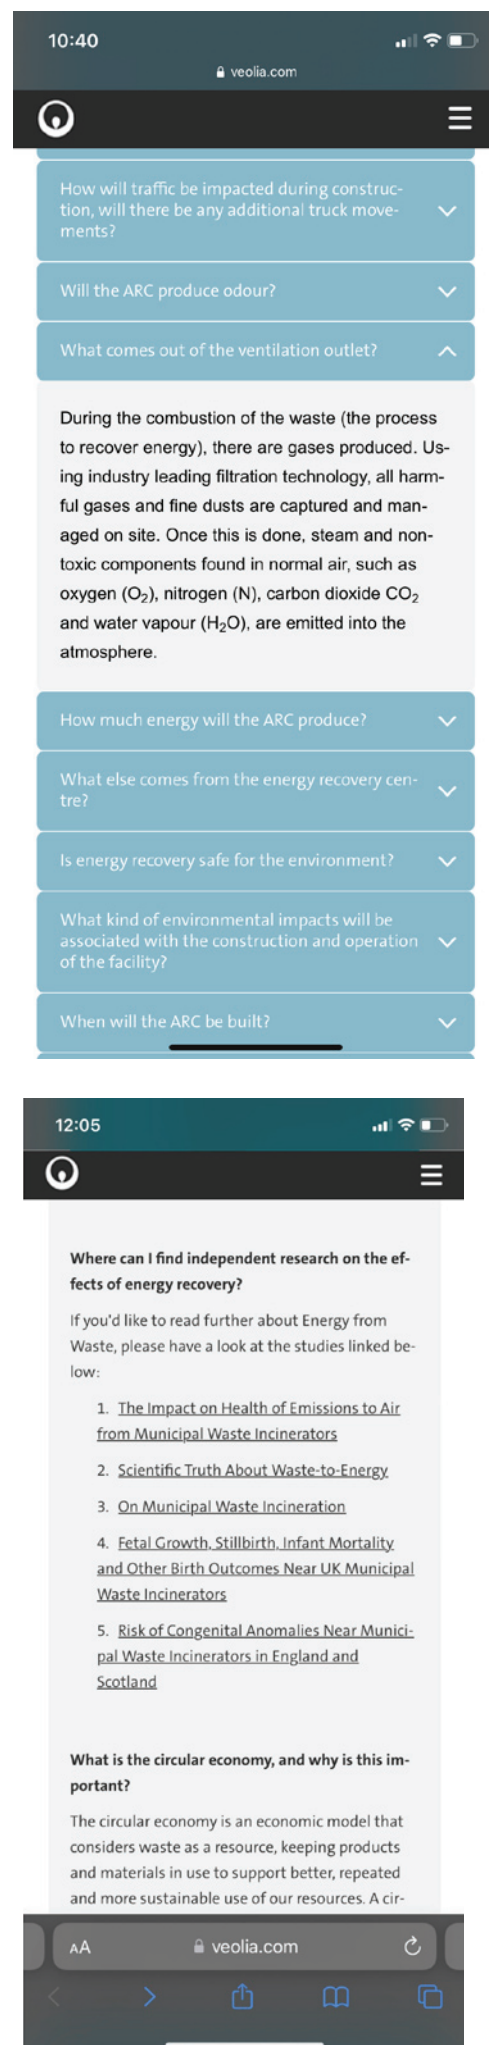 10:40
veolia.com
How will traffic be impacted during construc-
tion, will there be any additional truck move-
ments?
Will the ARC produce odour?
What comes out of the ventilation outlet?
During the combustion of the waste (the process
to recover energy), there are gases produced. Us-
ing industry leading filtration technology, all harm-
ful gases and fine dusts are captured and man-
aged on site. Once this is done, steam and non-
toxic components found in normal air, such as
oxygen (O₂), nitrogen (N), carbon dioxide CO₂
and water vapour (H₂O), are emitted into the
atmosphere.
How much energy will the ARC produce?
What else comes from the energy recovery cen-
tre?
Is energy recovery safe for the environment?
What kind of environmental impacts will be
associated with the construction and operation
of the facility?
When will the ARC be built?
12:05
Where can I find independent research on the ef-
fects of energy recovery?
If you'd like to read further about Energy from
Waste, please have a look at the studies linked be-
low:
1. The Impact on Health of Emissions to Air
from Municipal Waste Incinerators
2. Scientific Truth About Waste-to-Energy
3. On Municipal Waste Incineration
4. Fetal Growth, Stillbirth, Infant Mortality
and Other Birth Outcomes Near UK Municipal
Waste Incinerators
5. Risk of Congenital Anomalies Near Munici-
pal Waste Incinerators in England and
Scotland
What is the circular economy, and why is this im-
portant?
The circular economy is an economic model that
considers waste as a resource, keeping products
and materials in use to support better, repeated
and more sustainable use of our resources. A cir-
AA
veolia.com